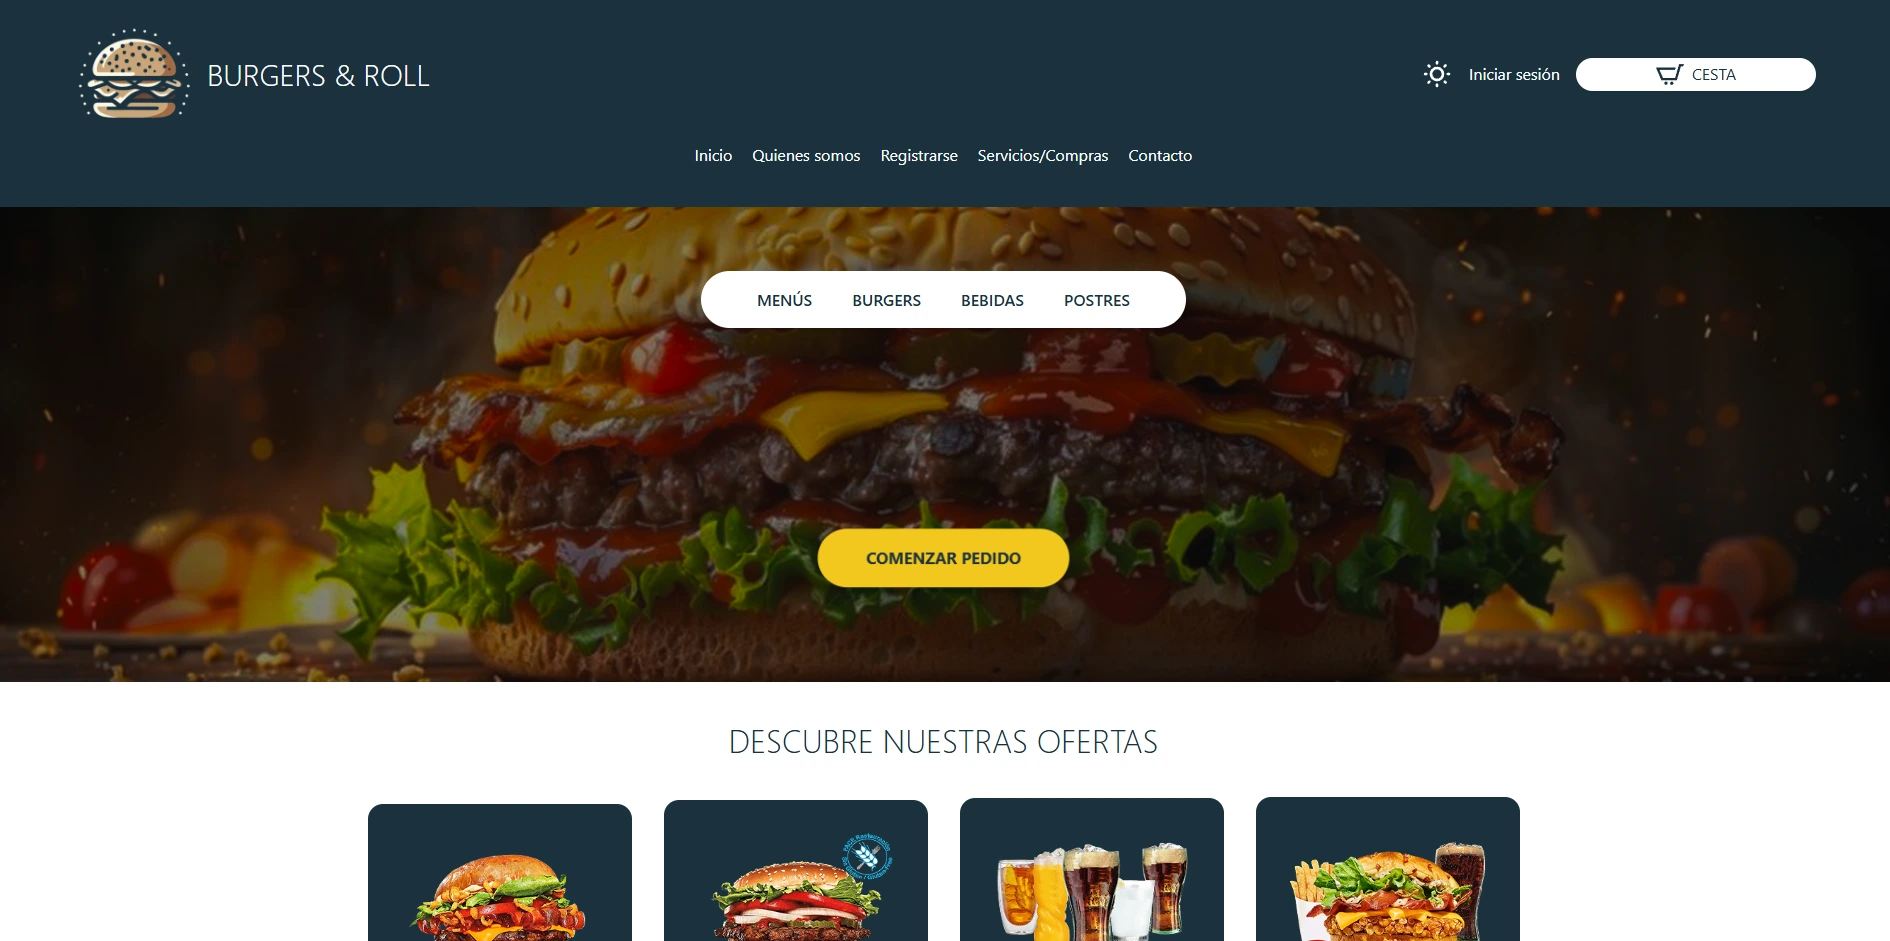 BURGERS & ROLL
Iniciar sesión
CESTA
Inicio Quienes somos Registrarse Servicios/Compras Contacto
MENÚS BURGERS BEBIDAS POSTRES
COMENZAR PEDIDO
DESCUBRE NUESTRAS OFERTAS